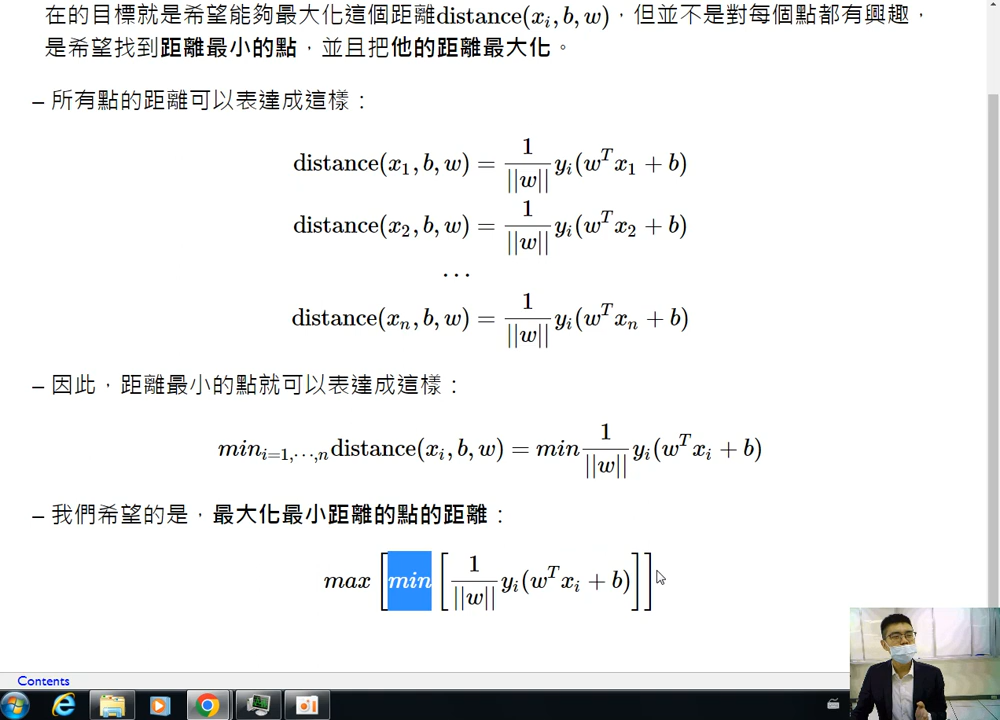 在的目標就是希望能夠最大化這個距離distance(x_i, b, w)，但並不是對每個點都有興趣，
是希望找到距離最小的點，並且把他的距離最大化。
– 所有點的距離可以表達成這樣：
distance(x_1, b, w) = \frac{1}{||w||} y_i(w^T x_1 + b)
distance(x_2, b, w) = \frac{1}{||w||} y_i(w^T x_2 + b)
⋯
distance(x_n, b, w) = \frac{1}{||w||} y_i(w^T x_n + b)
– 因此，距離最小的點就可以表達成這樣：
min_{i=1,⋯,n} distance(x_i, b, w) = min \frac{1}{||w||} y_i(w^T x_i + b)
– 我們希望的是，最大化最小距離的點的距離：
max [min [\frac{1}{||w||} y_i(w^T x_i + b)]]
Contents